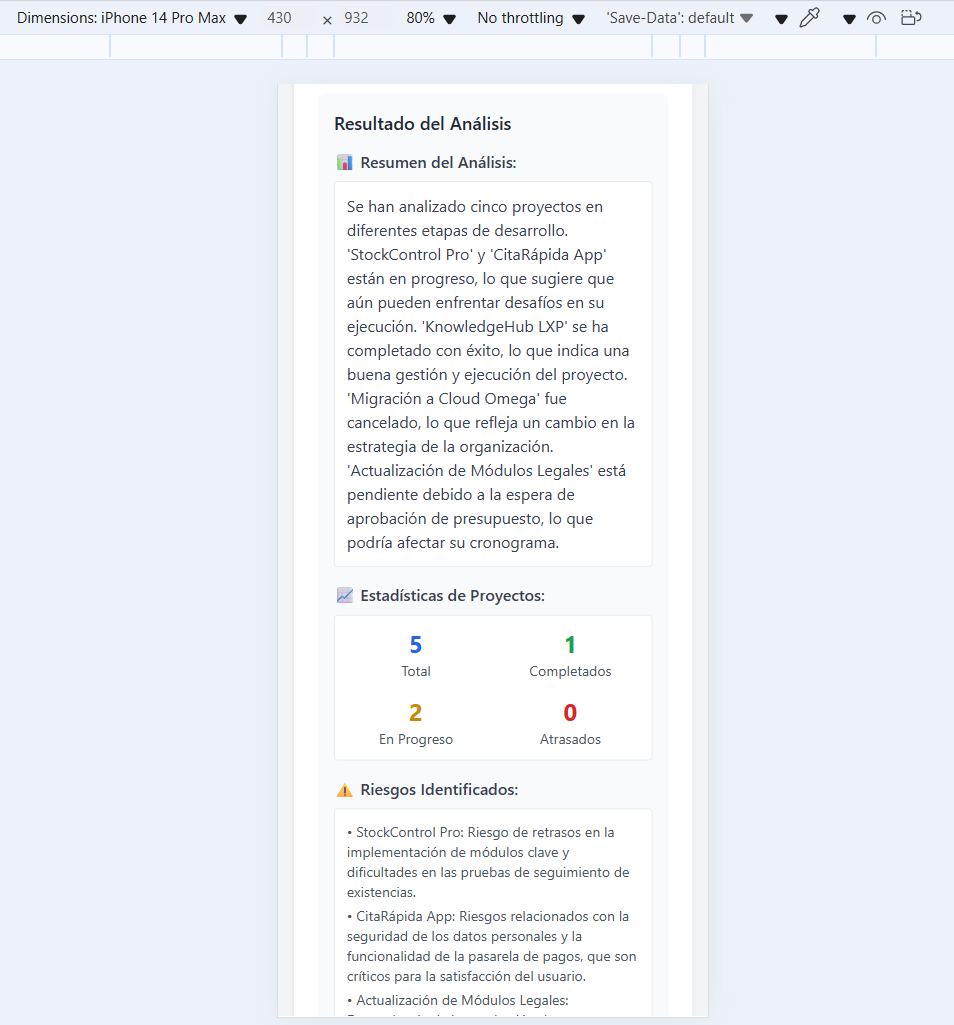 Dimensions: iPhone 14 Pro Max 430 × 932 80% No throttling 'Save-Data': default
Resultado del Análisis
Resumen del Análisis:
Se han analizado cinco proyectos en
diferentes etapas de desarrollo.
'StockControl Pro' y 'CitaRápida App'
están en progreso, lo que sugiere que
aún pueden enfrentar desafíos en su
ejecución. 'KnowledgeHub LXP' se ha
completado con éxito, lo que indica una
buena gestión y ejecución del proyecto.
'Migración a Cloud Omega' fue
cancelado, lo que refleja un cambio en la
estrategia de la organización.
'Actualización de Módulos Legales' está
pendiente debido a la espera de
aprobación de presupuesto, lo que
podría afectar su cronograma.
Estadísticas de Proyectos:
5 1
Total Completados
2 0
En Progreso Atrasados
Riesgos Identificados:
• StockControl Pro: Riesgo de retrasos en la
implementación de módulos clave y
dificultades en las pruebas de seguimiento de
existencias.
• CitaRápida App: Riesgos relacionados con la
seguridad de los datos personales y la
funcionalidad de la pasarela de pagos, que son
críticos para la satisfacción del usuario.
• Actualización de Módulos Legales: